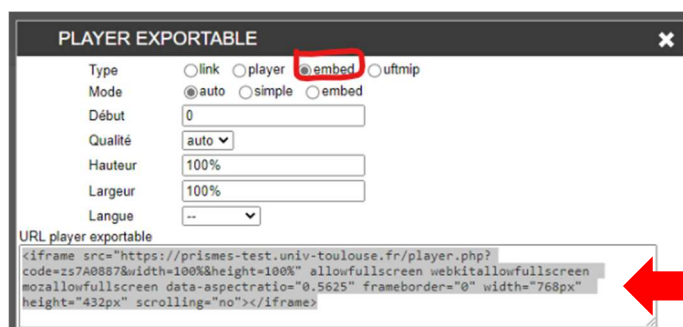 PLAYER EXPORTABLE
Type link player embed uftmip
Mode auto simple embed
Début 0
Qualité auto
Hauteur 100%
Largeur 100%
Langue --
URL player exportable
<iframe src="https://prismes-test.univ-toulouse.fr/player.php?
code=zs7A0887&width=100%&height=100%" allowfullscreen webkitallowfullscreen
mozallowfullscreen data-aspectratio="0.5625" frameborder="0" width="768px"
height="432px" scrolling="no"></iframe>